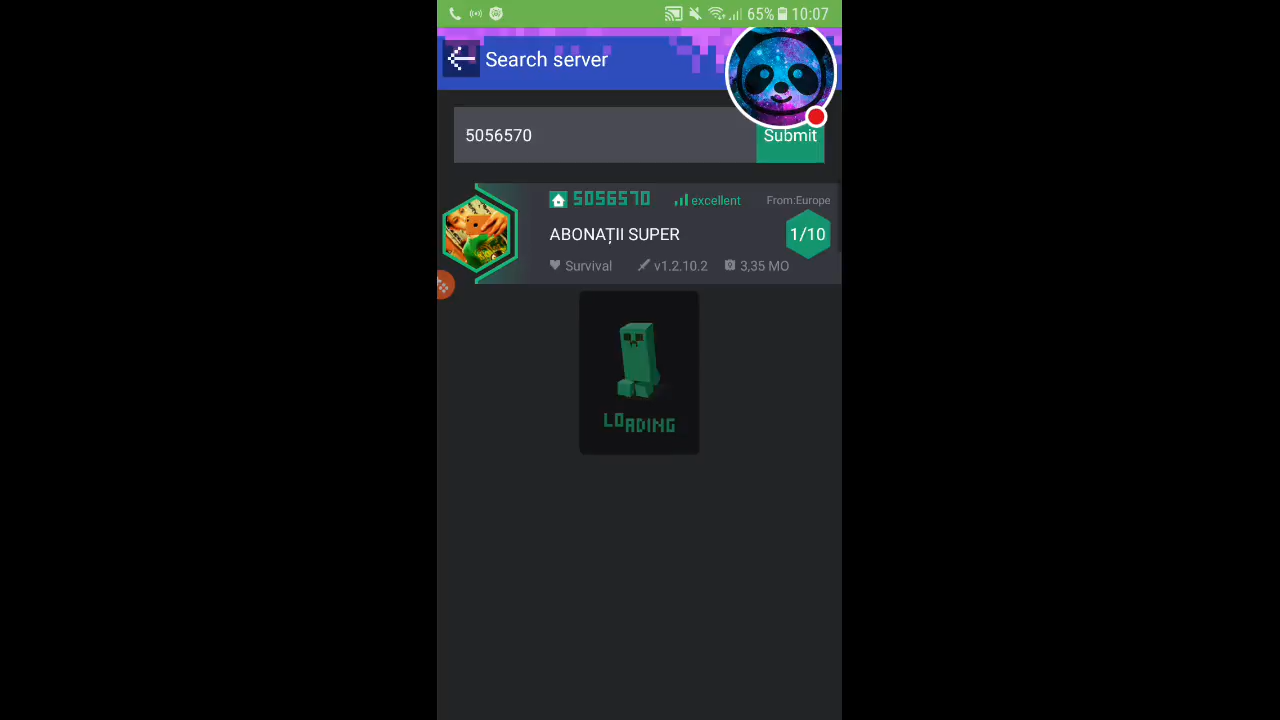 65% 10:07
Search server
5056570
Submit
5056570 excellent From:Europe
ABONAȚII SUPER 1/10
Survival v1.2.10.2 3,35 MO
LOADING